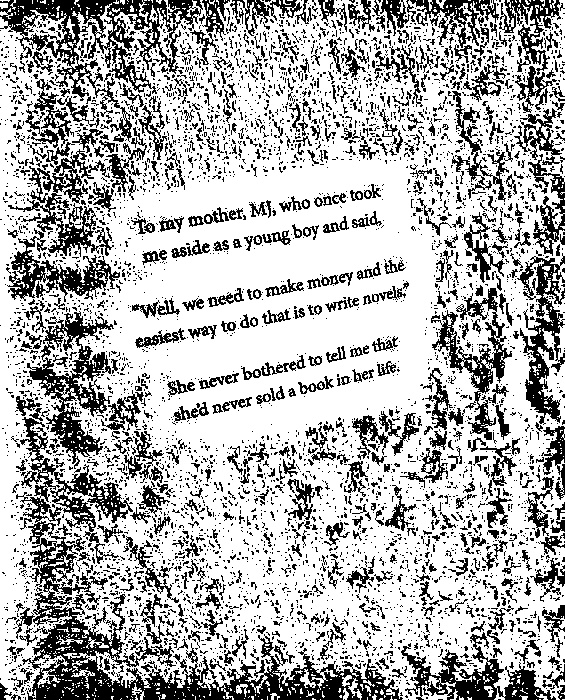 To my mother, MJ, who once took
me aside as a young boy and said,
"Well, we need to make money and the
easiest way to do that is to write novels."
She never bothered to tell me that
she'd never sold a book in her life.